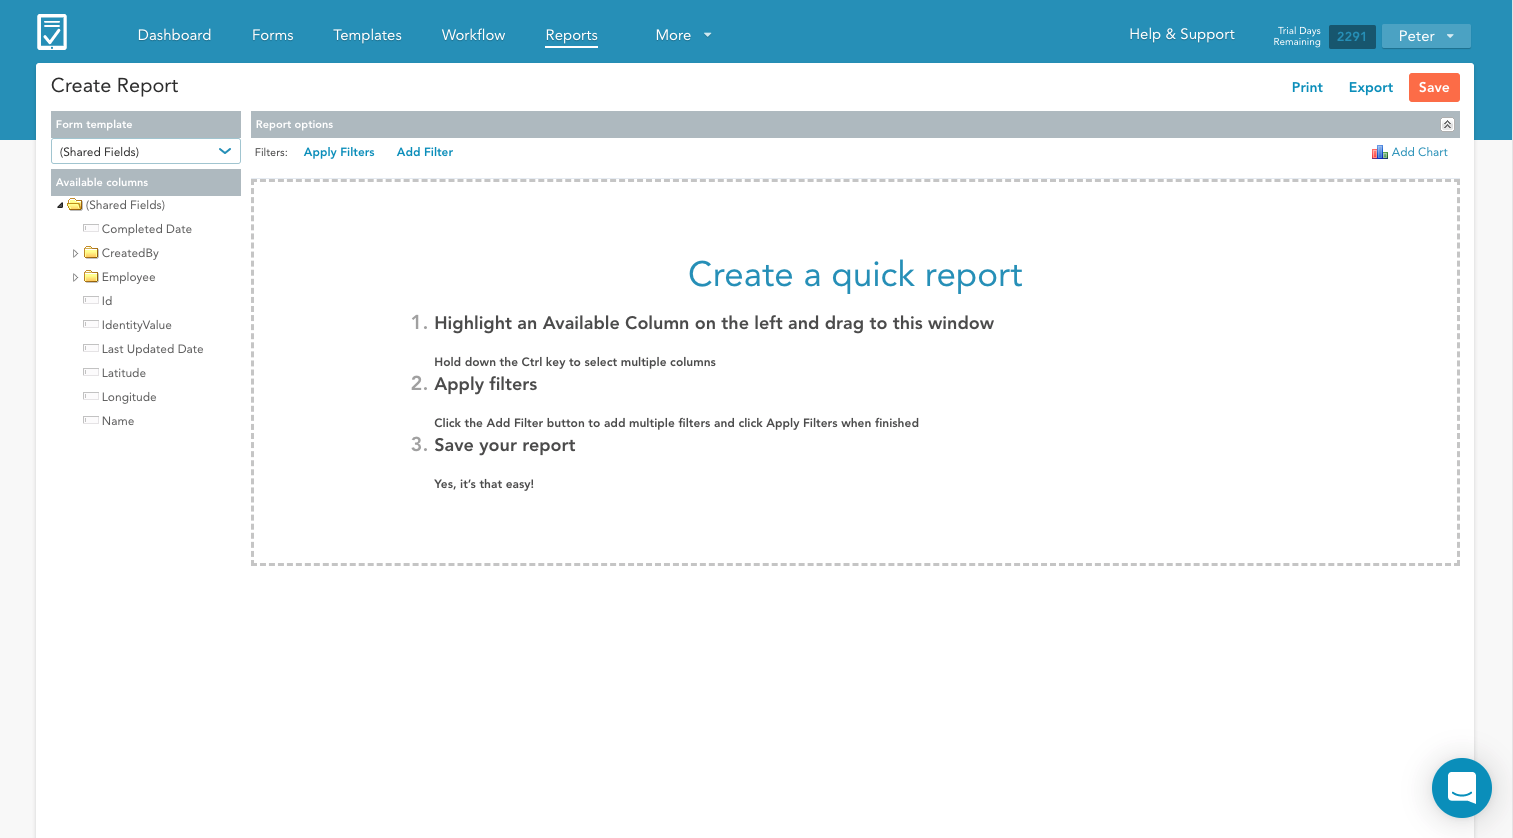 Dashboard Forms Templates Workflow Reports More Help & Support Trial Days Remaining 2291 Peter
Create Report Print Export Save
Form template
(Shared Fields)
Available columns
(Shared Fields)
Completed Date
CreatedBy
Employee
Id
IdentityValue
Last Updated Date
Latitude
Longitude
Name
Report options
Filters: Apply Filters Add Filter Add Chart
Create a quick report
1. Highlight an Available Column on the left and drag to this window
Hold down the Ctrl key to select multiple columns
2. Apply filters
Click the Add Filter button to add multiple filters and click Apply Filters when finished
3. Save your report
Yes, it's that easy!